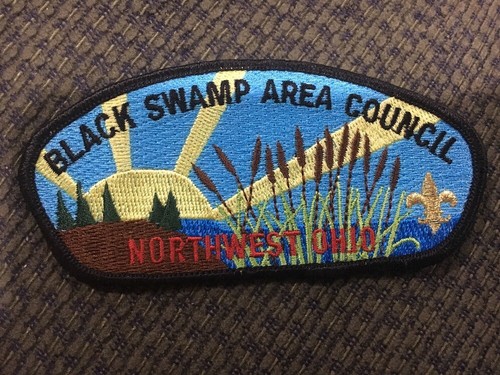 BLACK SWAMP AREA COUNCIL
NORTHWEST OHIO